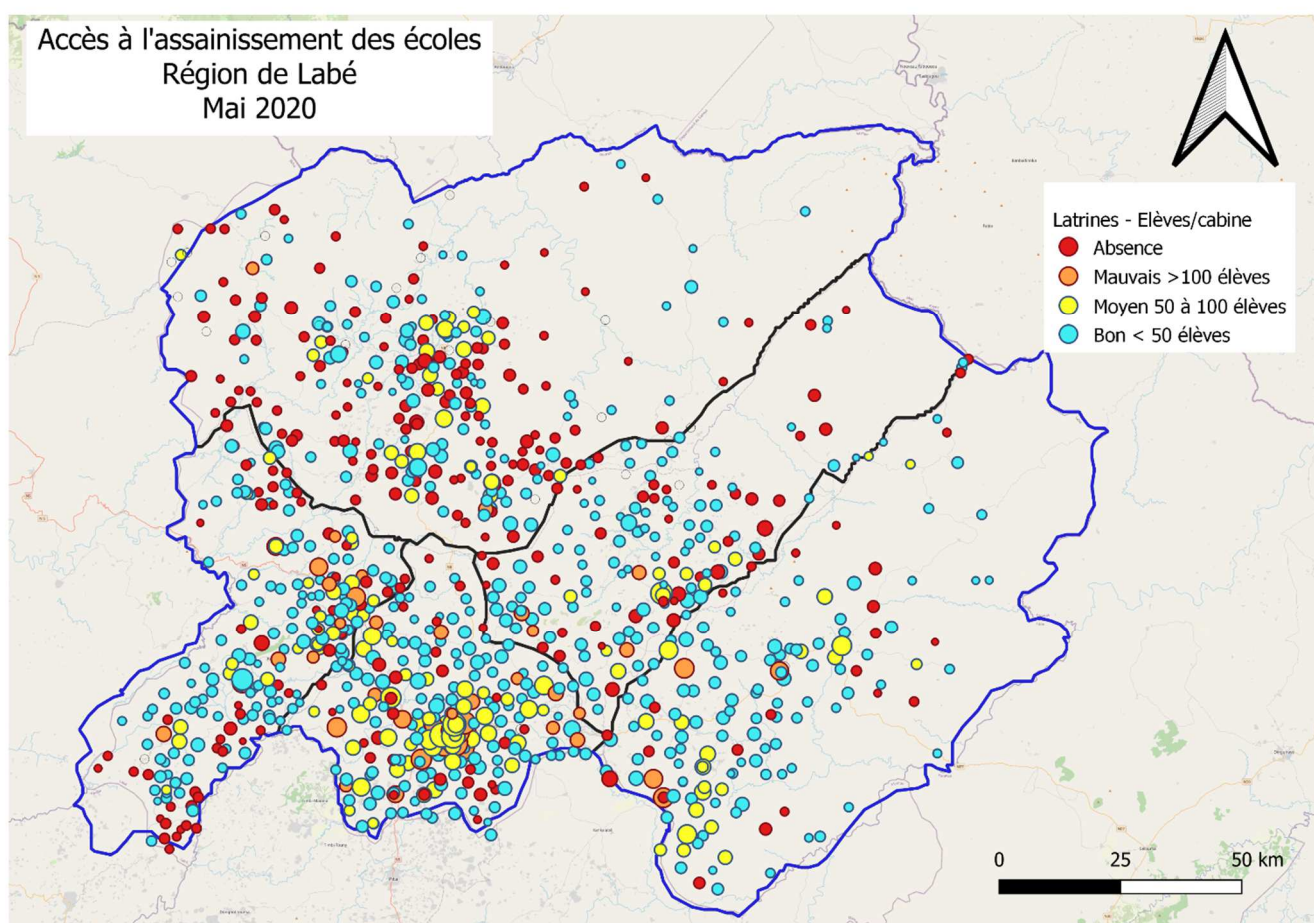 Accès à l'assainissement des écoles
Région de Labé
Mai 2020
Latrines - Elèves/cabine
Absence
Mauvais >100 élèves
Moyen 50 à 100 élèves
Bon < 50 élèves
0 25 50 km